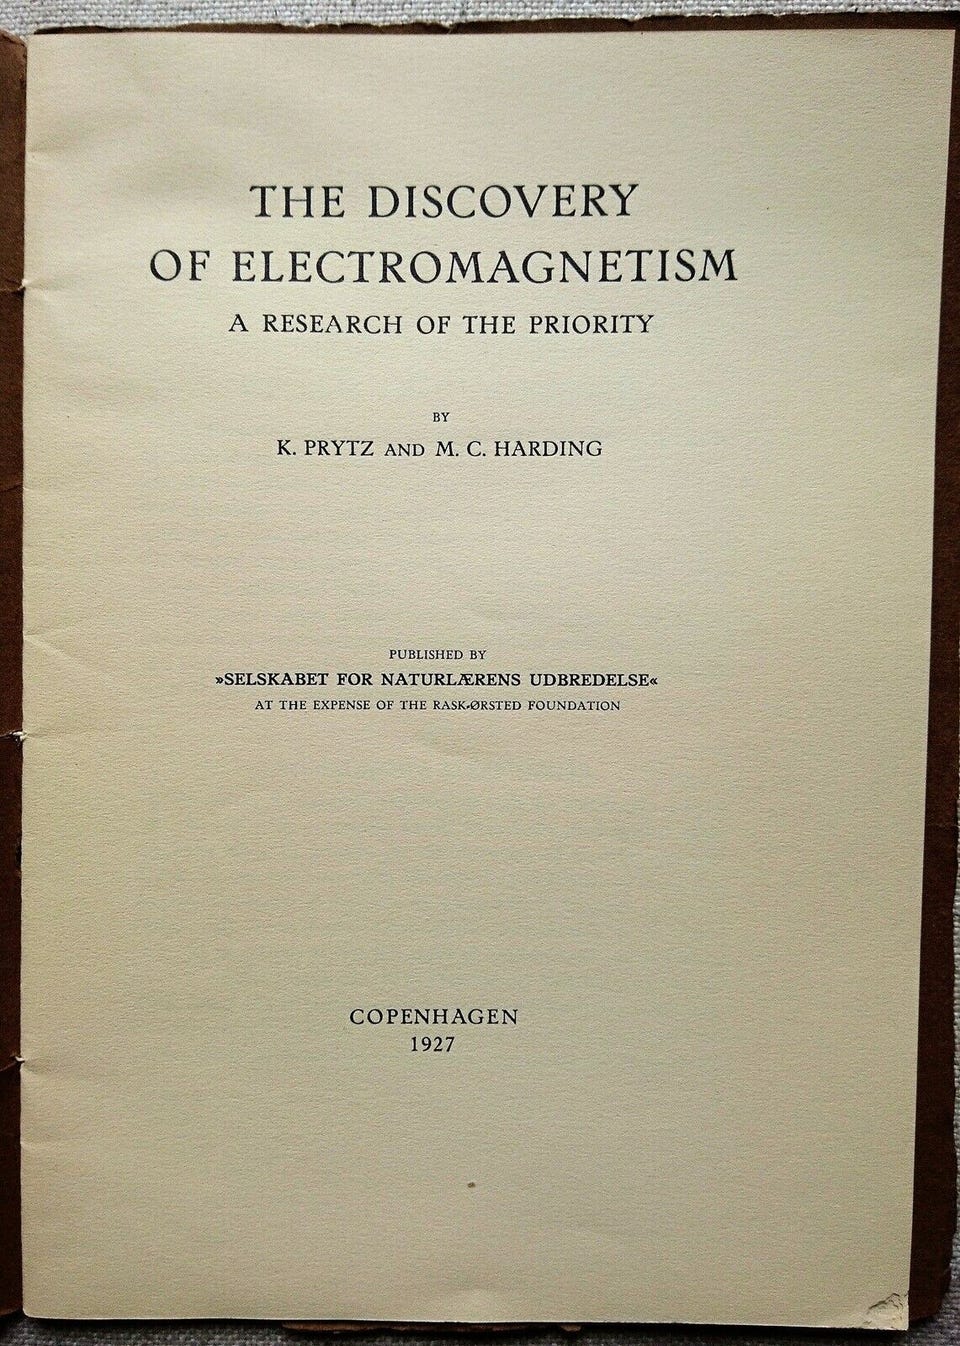 THE DISCOVERY
OF ELECTROMAGNETISM
A RESEARCH OF THE PRIORITY
BY
K. PRYTZ AND M. C. HARDING
PUBLISHED BY
»SELSKABET FOR NATURLÆRENS UDBREDELSE«
AT THE EXPENSE OF THE RASK-ØRSTED FOUNDATION
COPENHAGEN
1927